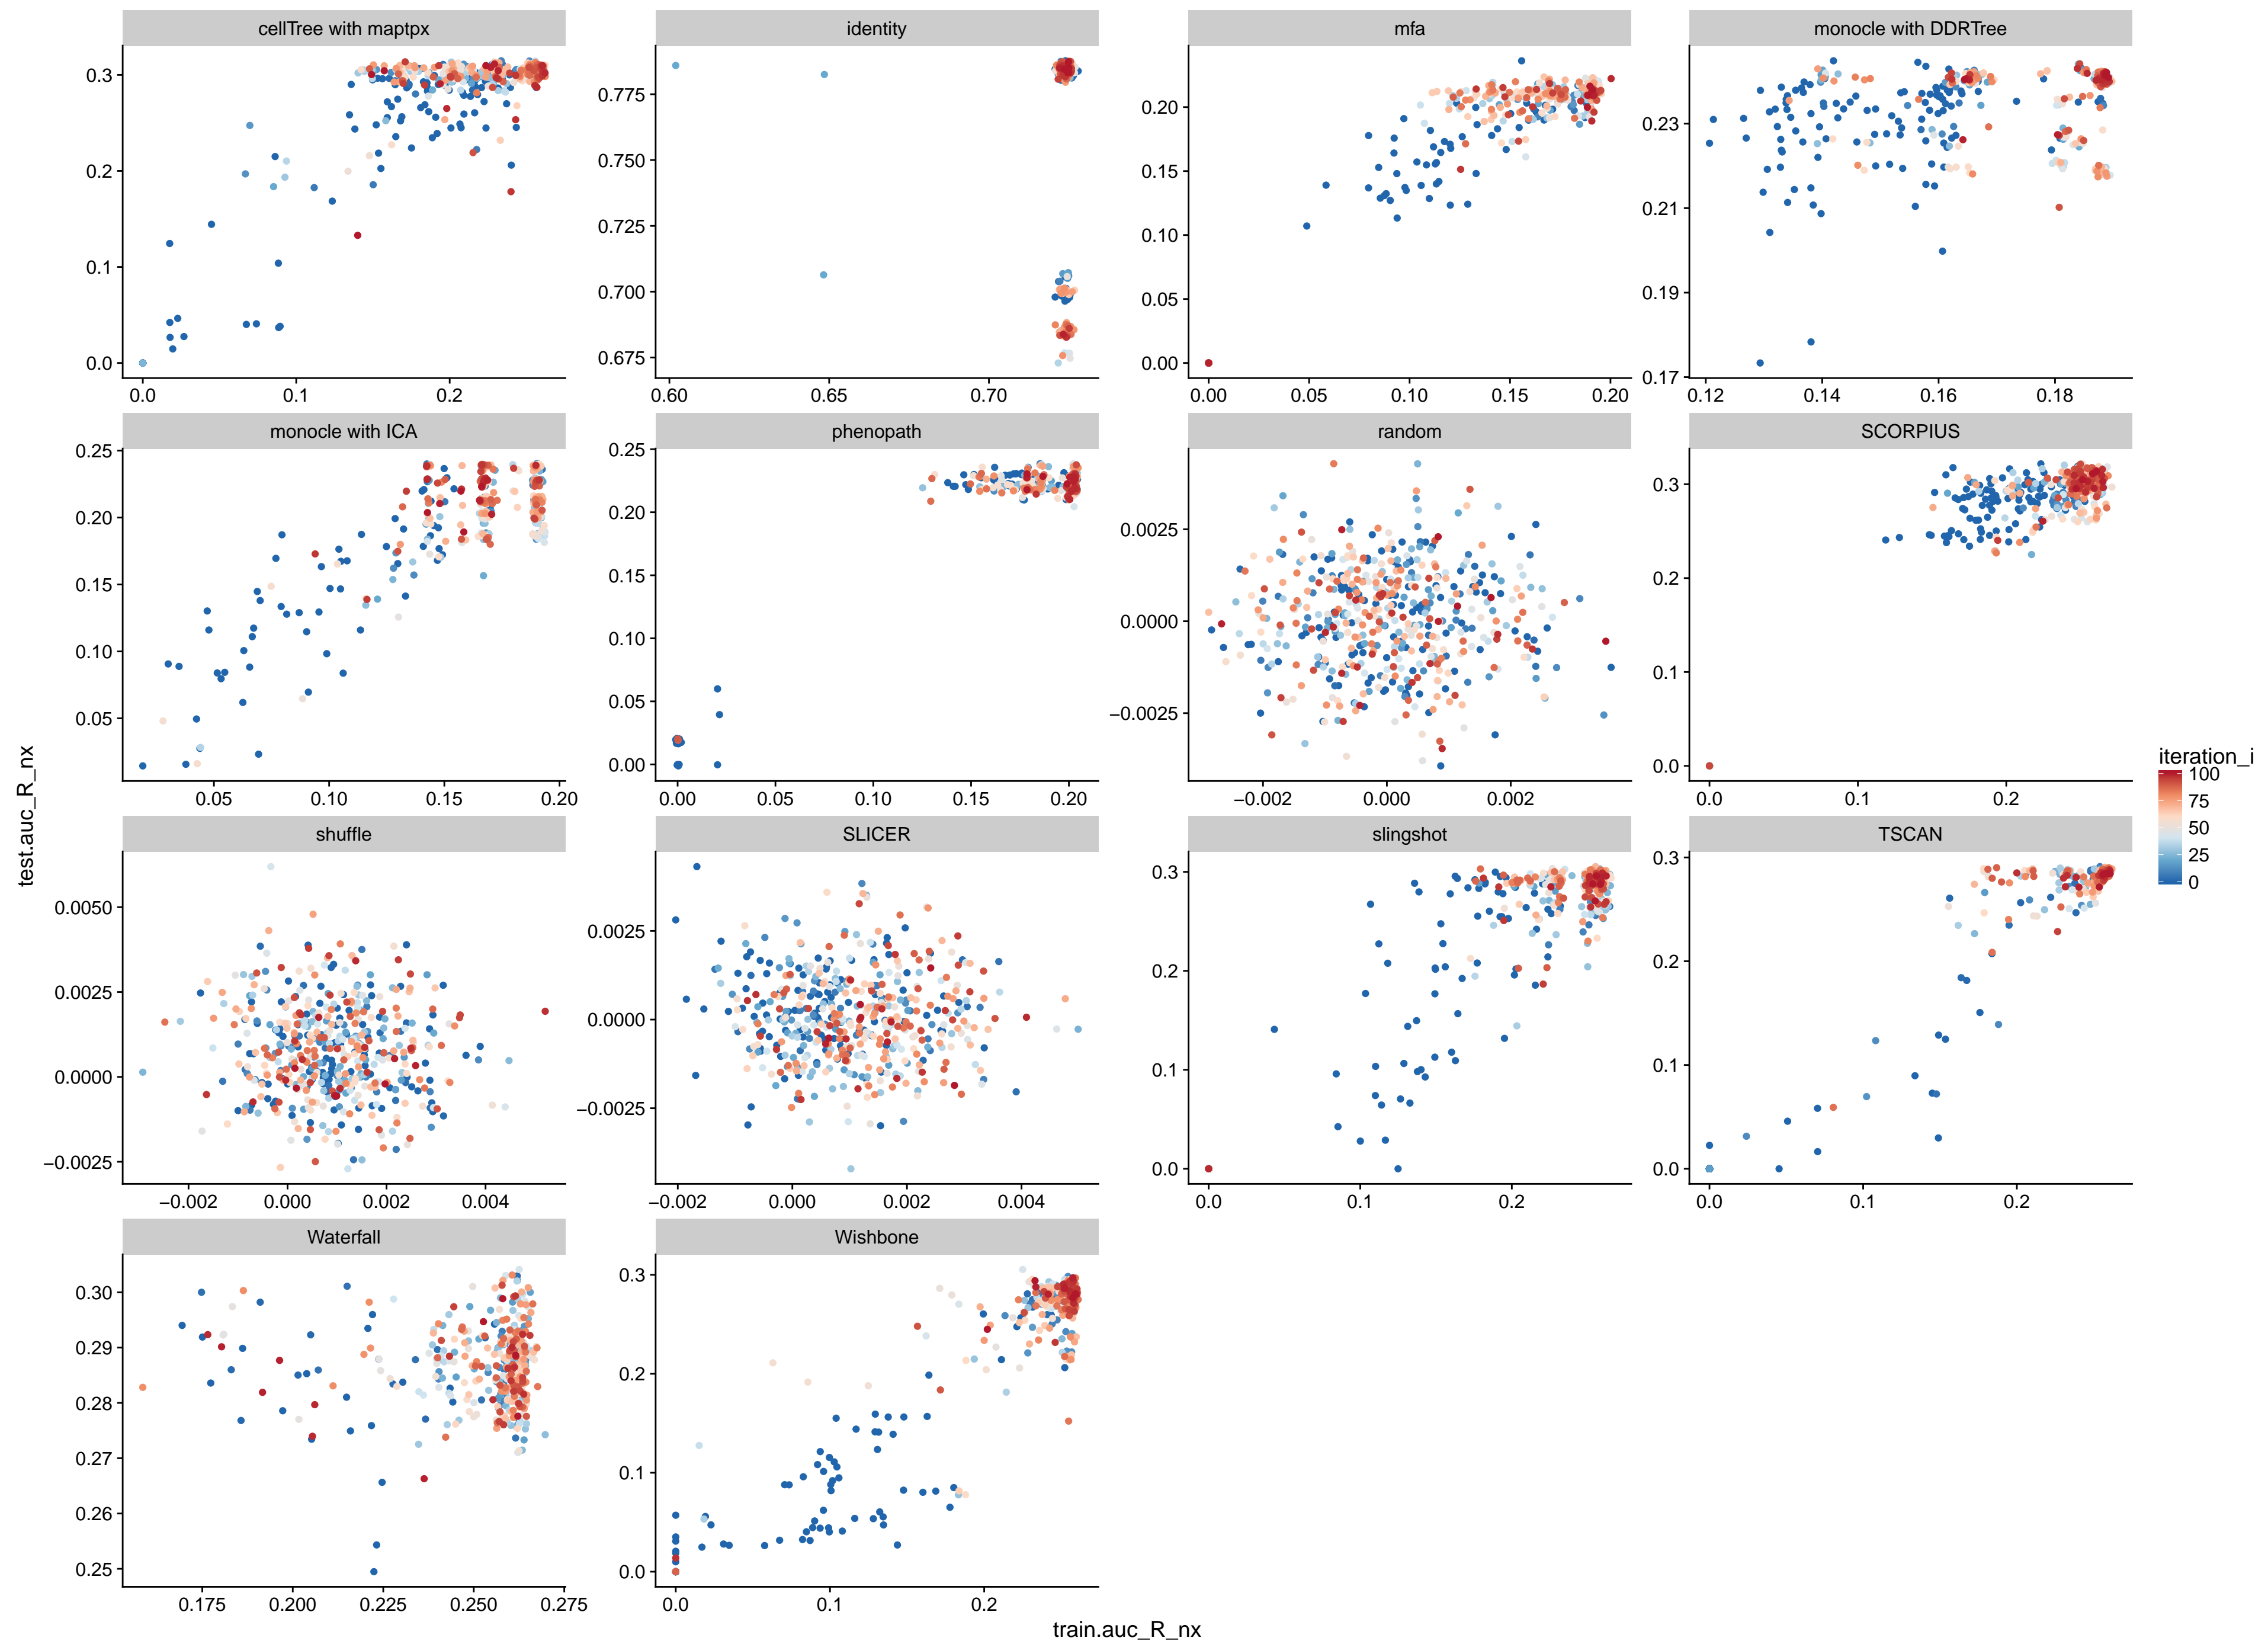 cellTree with maptpx
identity
mfa
monocle with DDRTree
0.3
0.2
0.1
0.0
0.0 0.1 0.2
0.775
0.750
0.725
0.700
0.675
0.60 0.65 0.70
0.20
0.15
0.10
0.05
0.00
0.00 0.05 0.10 0.15 0.20
0.23
0.21
0.19
0.17
0.12 0.14 0.16 0.18
monocle with ICA
phenopath
random
SCORPIUS
0.25
0.20
0.15
0.10
0.05
0.05 0.10 0.15 0.20
0.25
0.20
0.15
0.10
0.05
0.00
0.00 0.05 0.10 0.15 0.20
0.0025
0.0000
−0.0025
−0.002 0.000 0.002
0.3
0.2
0.1
0.0
0.0 0.1 0.2
shuffle
SLICER
slingshot
TSCAN
0.0050
0.0025
0.0000
−0.0025
−0.002 0.000 0.002 0.004
0.0025
0.0000
−0.0025
−0.002 0.000 0.002 0.004
0.3
0.2
0.1
0.0
0.0 0.1 0.2
0.3
0.2
0.1
0.0
0.0 0.1 0.2
Waterfall
Wishbone
0.30
0.29
0.28
0.27
0.26
0.25
0.175 0.200 0.225 0.250 0.275
0.3
0.2
0.1
0.0
0.0 0.1 0.2
train.auc_R_nx
test.auc_R_nx
iteration_i
100
75
50
25
0